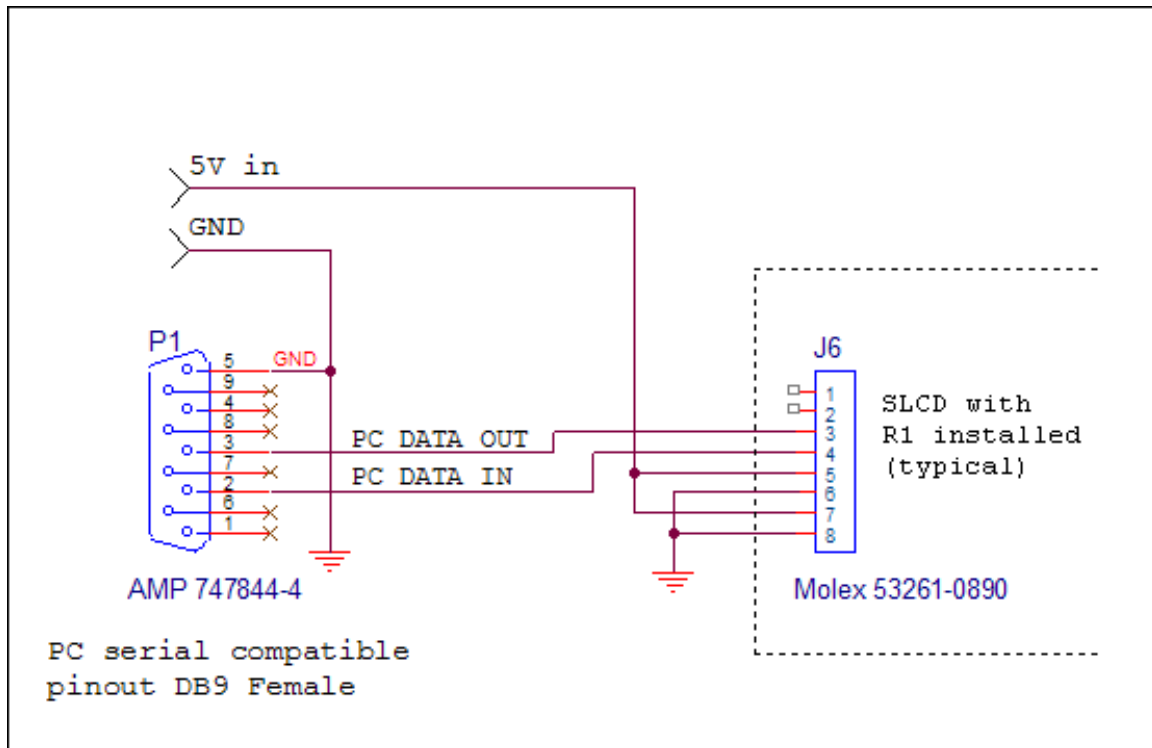 5V in
GND
P1
5
GND
9
4
8
3
PC DATA OUT
7
2
PC DATA IN
6
1
AMP 747844-4
PC serial compatible
pinout DB9 Female
J6
1
2
3
4
5
6
7
8
SLCD with
R1 installed
(typical)
Molex 53261-0890